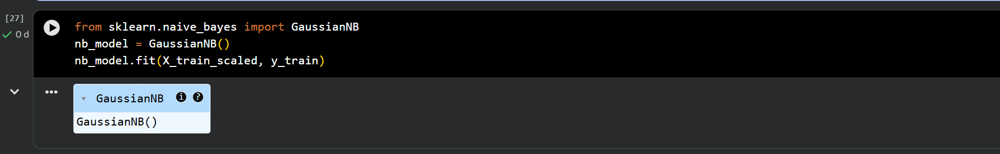 [27]
0 d
from sklearn.naive_bayes import GaussianNB
nb_model = GaussianNB()
nb_model.fit(X_train_scaled, y_train)
GaussianNB i ?
GaussianNB()